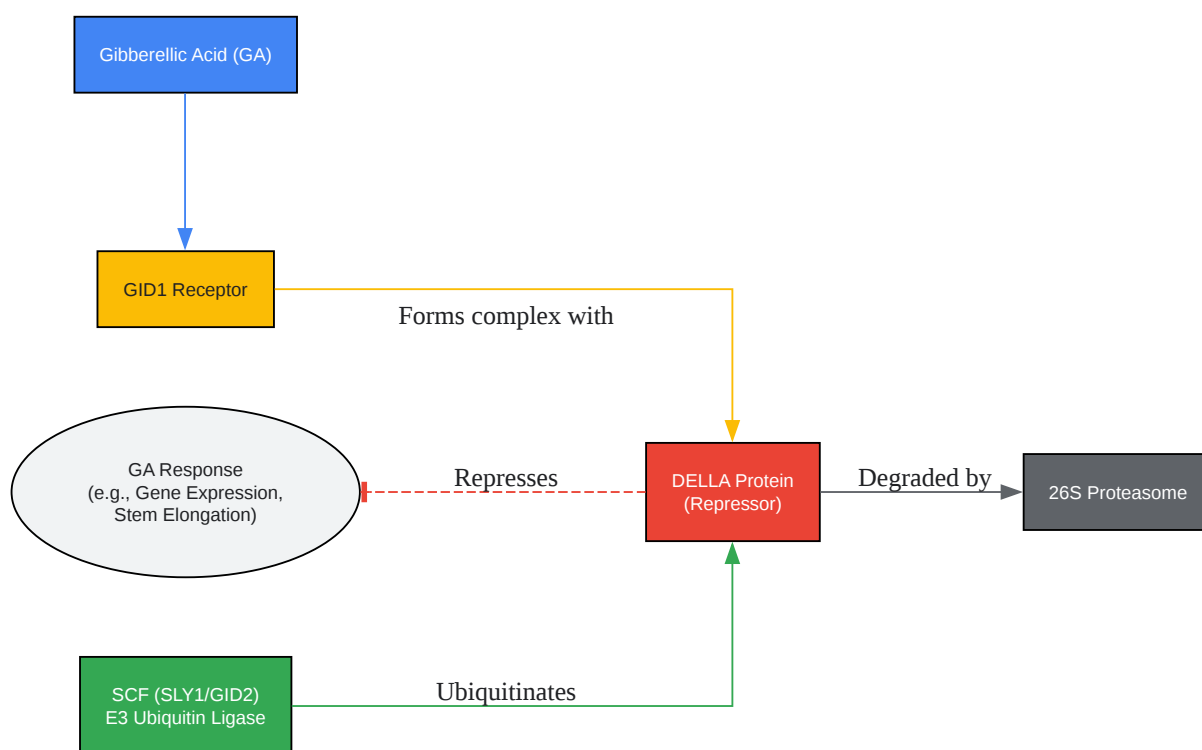 Gibberellic Acid (GA)
GID1 Receptor
Forms complex with
GA Response
(e.g., Gene Expression,
Stem Elongation)
Represses
DELLA Protein
(Repressor)
Degraded by
26S Proteasome
SCF (SLY1/GID2)
E3 Ubiquitin Ligase
Ubiquitinates